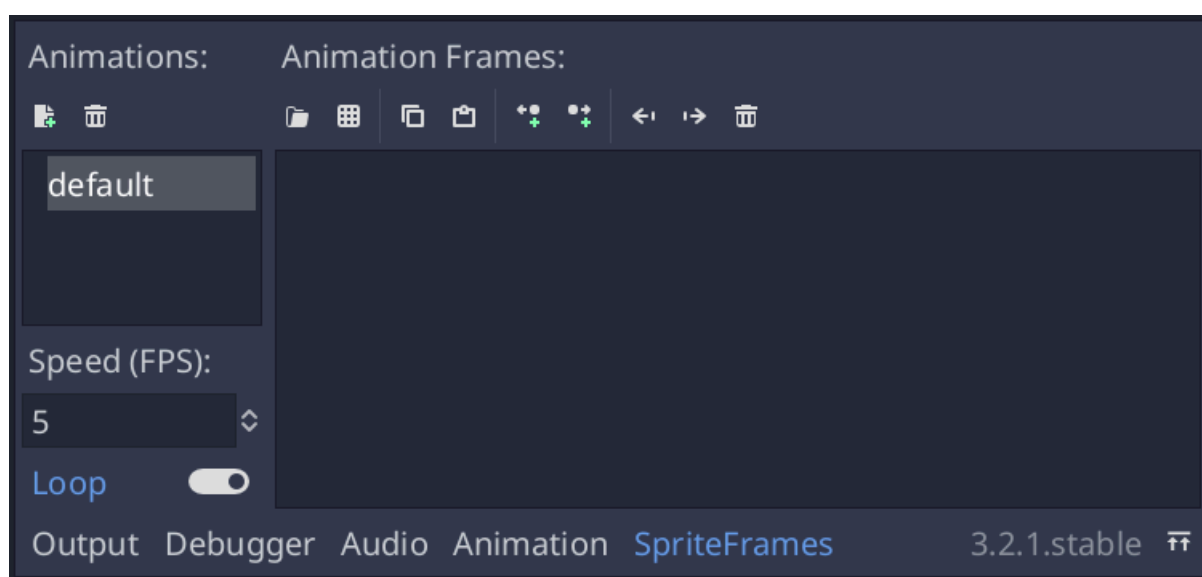 Animations: Animation Frames:
default
Speed (FPS):
5
Loop
Output Debugger Audio Animation SpriteFrames 3.2.1.stable